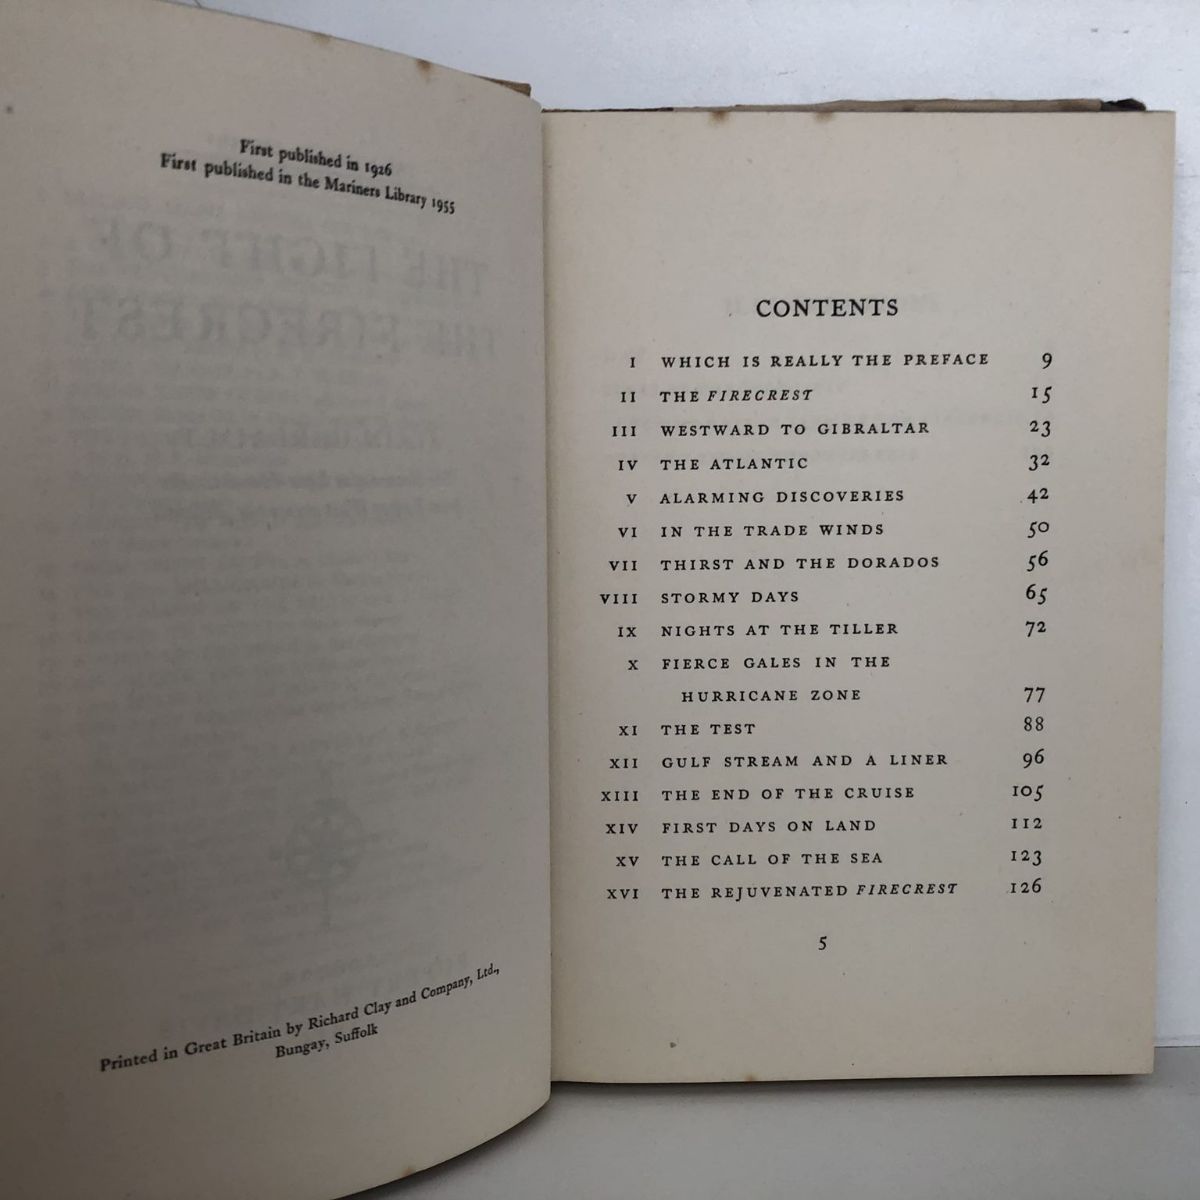 First published in 1926
First published in the Mariners Library 1955
Printed in Great Britain by Richard Clay and Company, Ltd.,
Bungay, Suffolk
CONTENTS
I WHICH IS REALLY THE PREFACE 9
II THE FIRECREST 15
III WESTWARD TO GIBRALTAR 23
IV THE ATLANTIC 32
V ALARMING DISCOVERIES 42
VI IN THE TRADE WINDS 50
VII THIRST AND THE DORADOS 56
VIII STORMY DAYS 65
IX NIGHTS AT THE TILLER 72
X FIERCE GALES IN THE
HURRICANE ZONE 77
XI THE TEST 88
XII GULF STREAM AND A LINER 96
XIII THE END OF THE CRUISE 105
XIV FIRST DAYS ON LAND 112
XV THE CALL OF THE SEA 123
XVI THE REJUVENATED FIRECREST 126
5